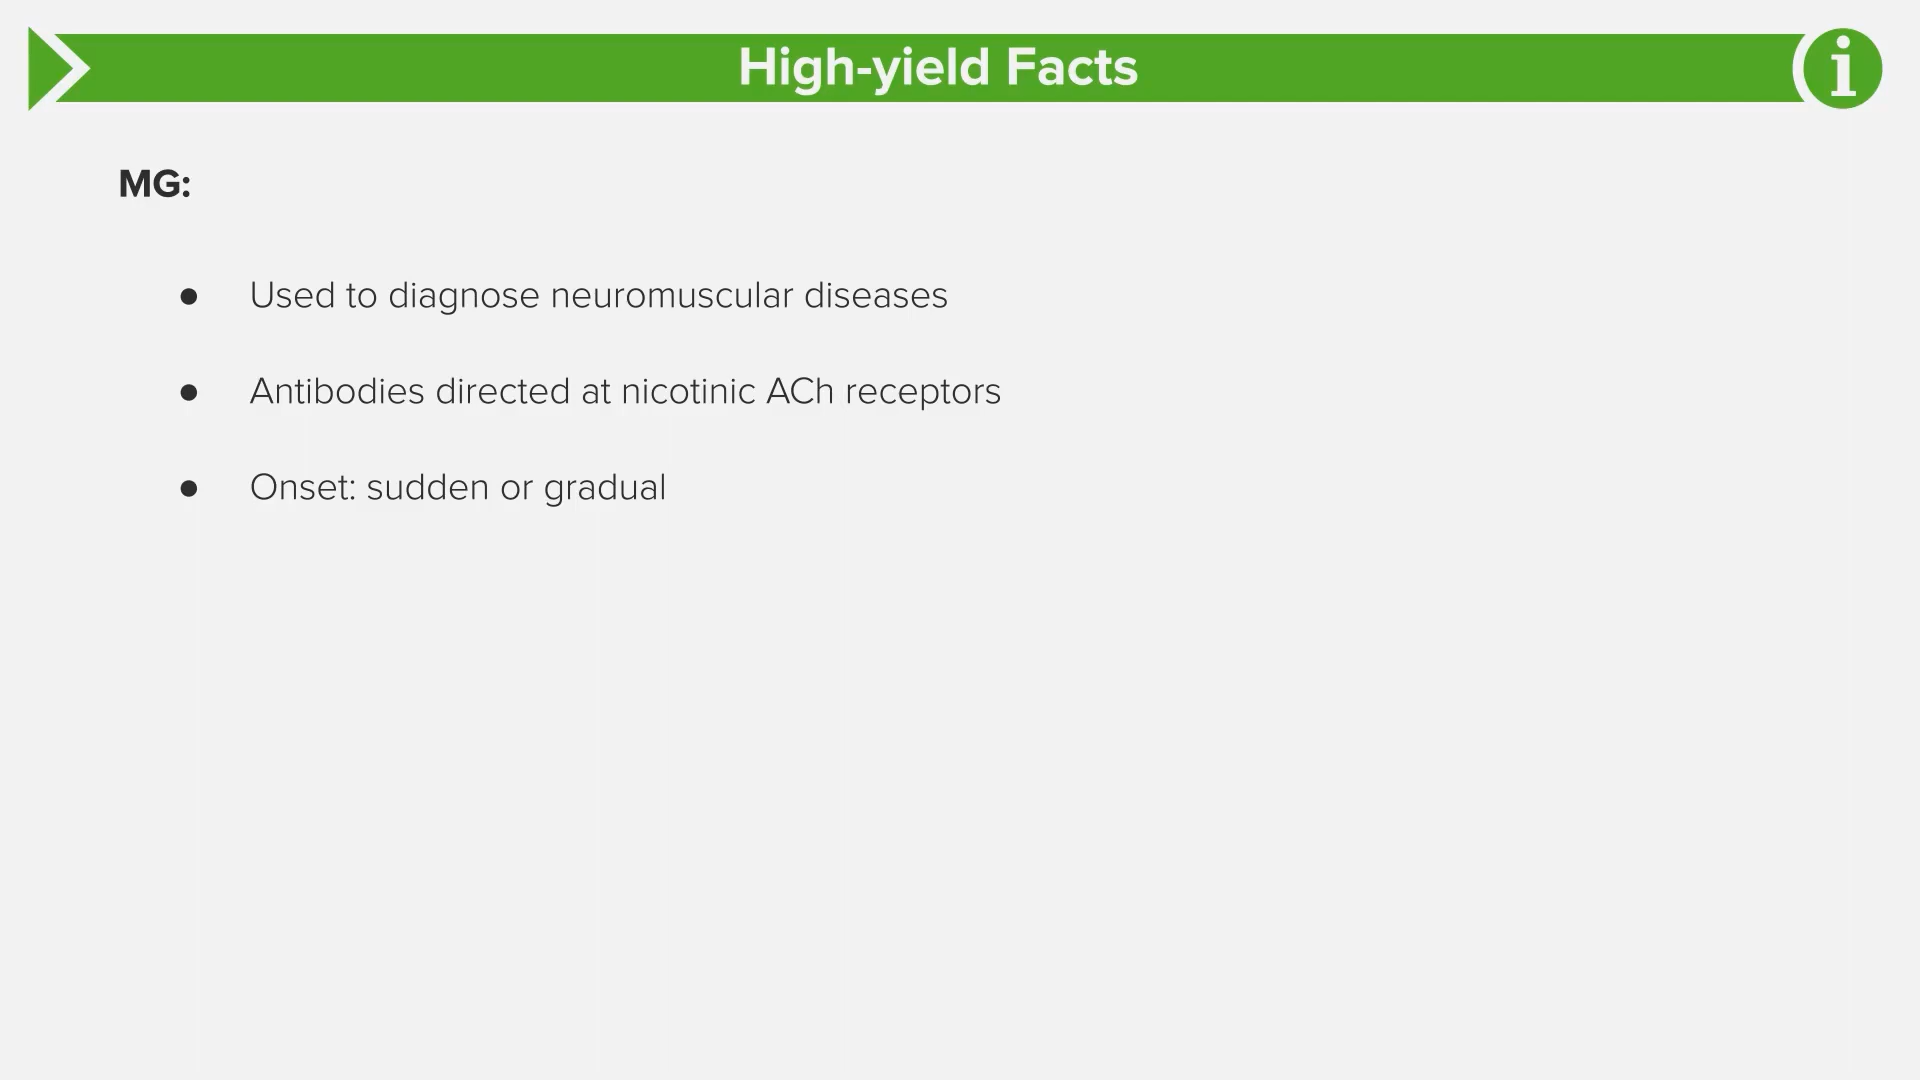 High-yield Facts
i
MG:
● Used to diagnose neuromuscular diseases
● Antibodies directed at nicotinic ACh receptors
● Onset: sudden or gradual